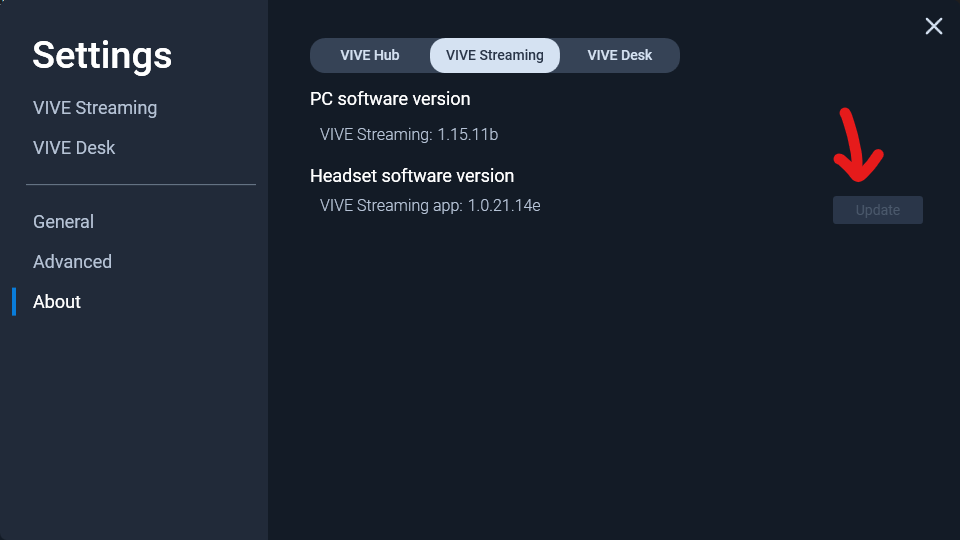 Settings
VIVE Streaming
VIVE Desk
General
Advanced
About
VIVE Hub
VIVE Streaming
VIVE Desk
PC software version
VIVE Streaming: 1.15.11b
Headset software version
VIVE Streaming app: 1.0.21.14e
Update